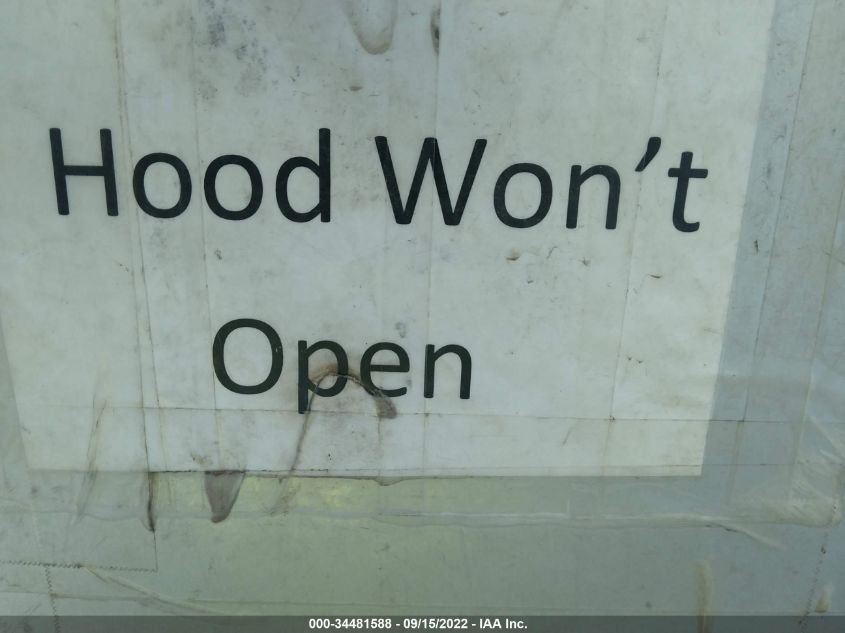 Hood Won’t
Open
000-34481588 - 09/15/2022 - IAA Inc.